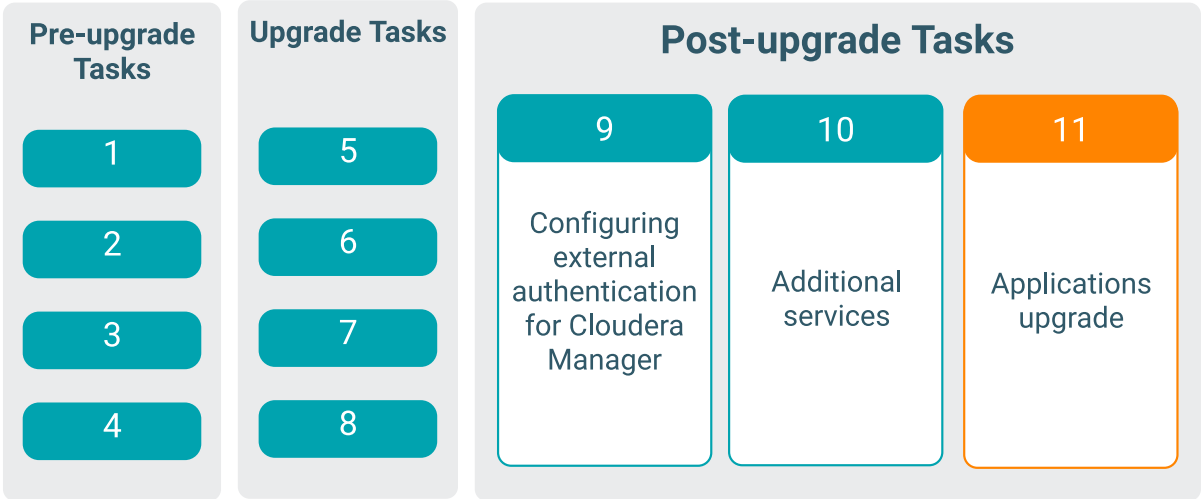 Pre-upgrade
Tasks
1
2
3
4
Upgrade Tasks
5
6
7
8
Post-upgrade Tasks
9
Configuring
external
authentication
for Cloudera
Manager
10
Additional
services
11
Applications
upgrade